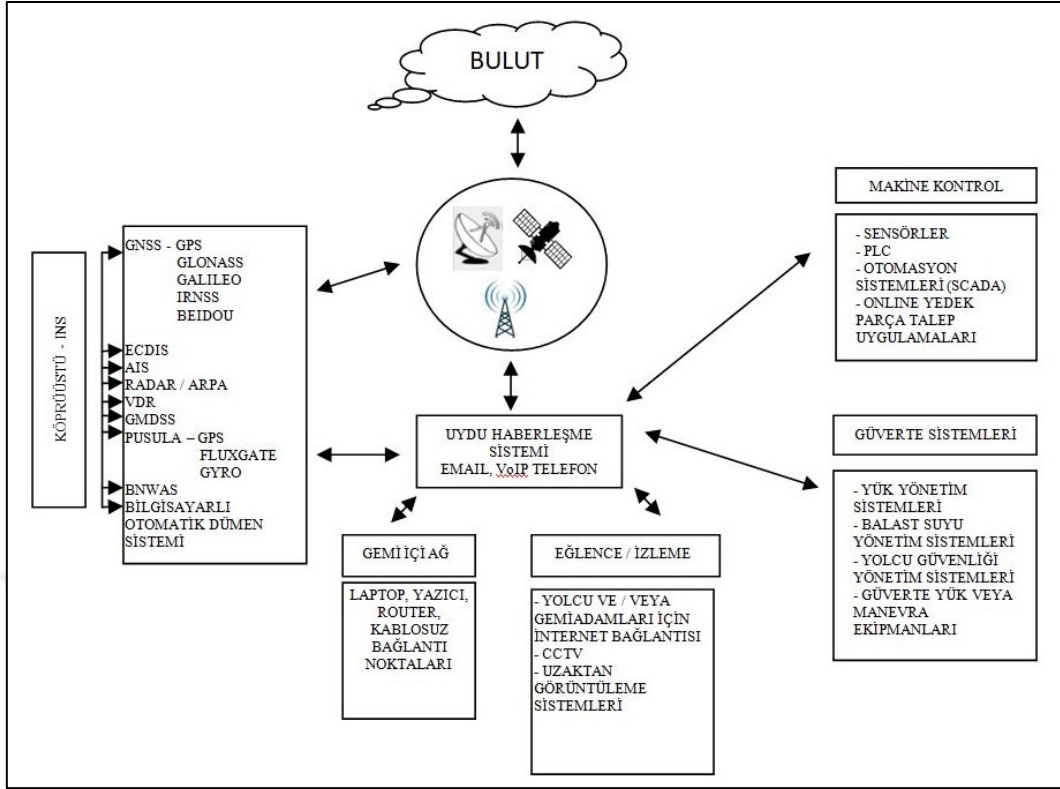 BULUT
KÖPRÜÜSTÜ - INS
GNSS - GPS
GLONASS
GALILEO
IRNSS
BEIDOU
ECDIS
AIS
RADAR / ARPA
VDR
GMDSS
PUSULA – GPS
FLUXGATE
GYRO
BNWAS
BİLGİSAYARLI
OTOMATİK DÜMEN
SİSTEMİ
UYDU HABERLEŞME
SİSTEMİ
EMAIL, VoIP TELEFON
GEMİ İÇİ AĞ
LAPTOP, YAZICI,
ROUTER,
KABLOSUZ
BAĞLANTI
NOKTALARI
EĞLENCE / İZLEME
- YOLCU VE / VEYA
GEMİADAMLARI İÇİN
İNTERNET BAĞLANTISI
- CCTV
- UZAKTAN
GÖRÜNTÜLEME
SİSTEMLERİ
MAKİNE KONTROL
- SENSÖRLER
- PLC
- OTOMASYON
SİSTEMLERİ (SCADA)
- ONLINE YEDEK
PARÇA TALEP
UYGULAMALARI
GÜVERTE SİSTEMLERİ
- YÜK YÖNETİM
SİSTEMLERİ
- BALAST SUYU
YÖNETİM SİSTEMLERİ
- YOLCU GÜVENLİĞİ
YÖNETİM SİSTEMLERİ
- GÜVERTE YÜK VEYA
MANEVRA
EKİPMANLARI